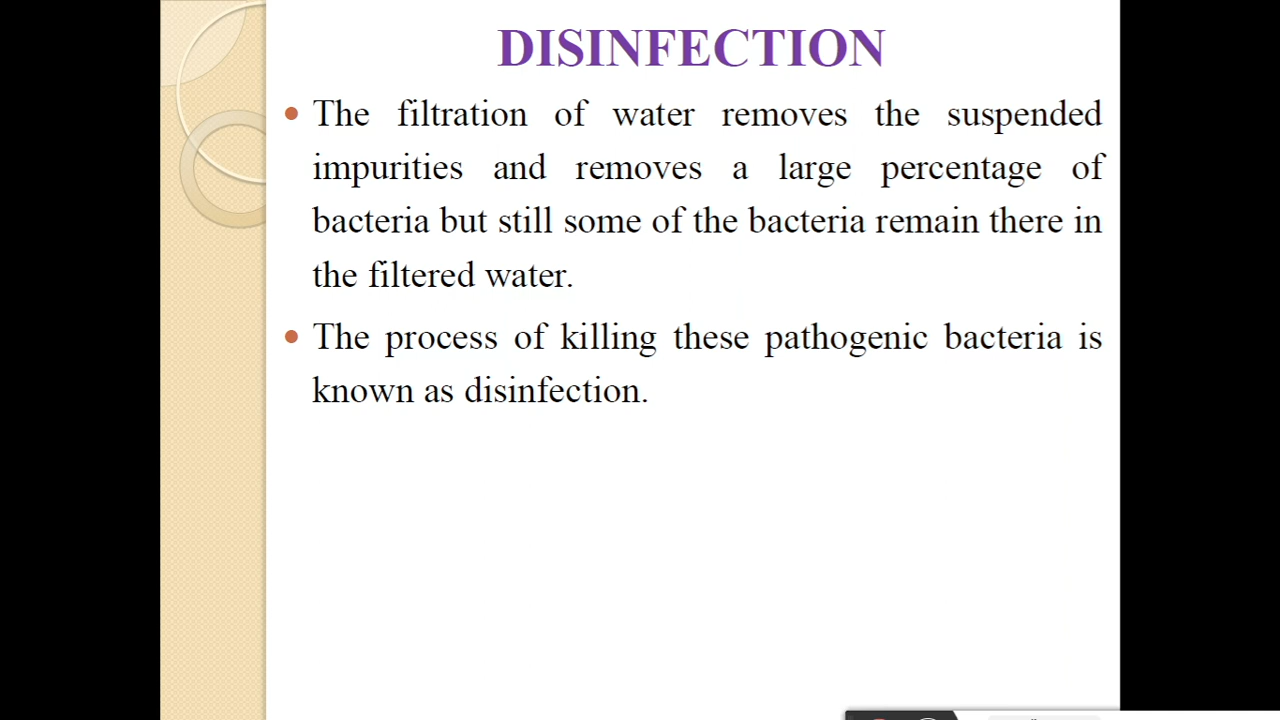 DISINFECTION
• The filtration of water removes the suspended
impurities and removes a large percentage of
bacteria but still some of the bacteria remain there in
the filtered water.
• The process of killing these pathogenic bacteria is
known as disinfection.